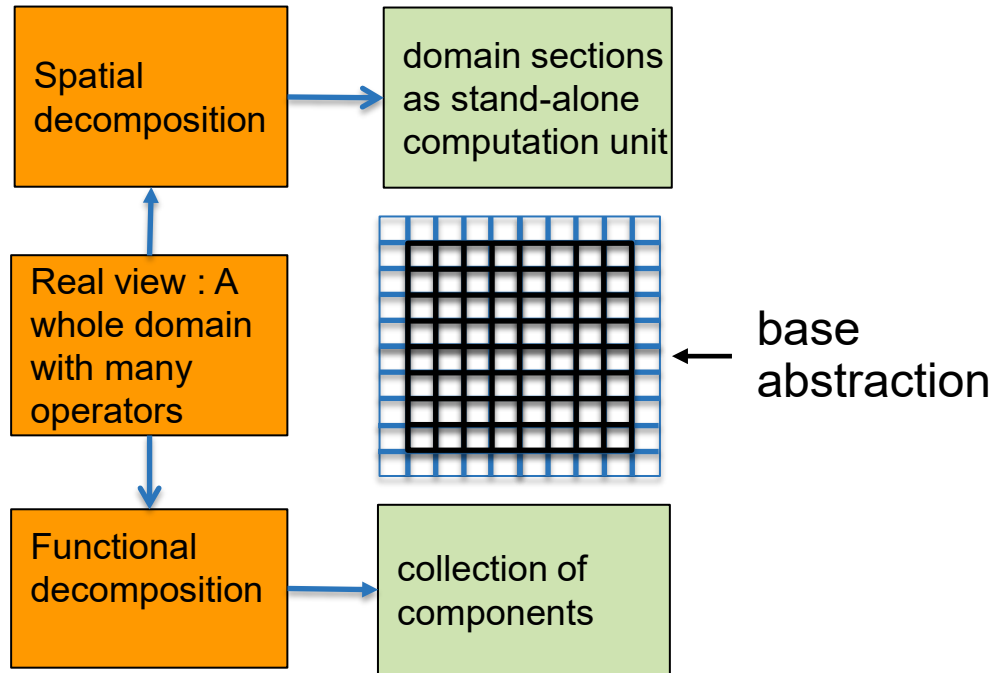 Spatial
decomposition
domain sections
as stand-alone
computation unit
Real view : A
whole domain
with many
operators
base
abstraction
Functional
decomposition
collection of
components